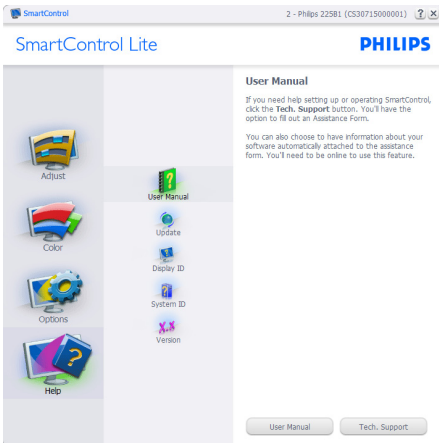 SmartControl
2 - Philips 225B1 (CS30715000001)
?
SmartControl Lite
PHILIPS
Adjust
Color
Options
Help
User Manual
Update
Display ID
System ID
X.X
Version
User Manual
If you need help setting up or operating SmartControl,
click the Tech. Support button. You'll have the
option to fill out an Assistance Form.
You can also choose to have information about your
software automatically attached to the assistance
form. You'll need to be online to use this feature.
User Manual
Tech. Support